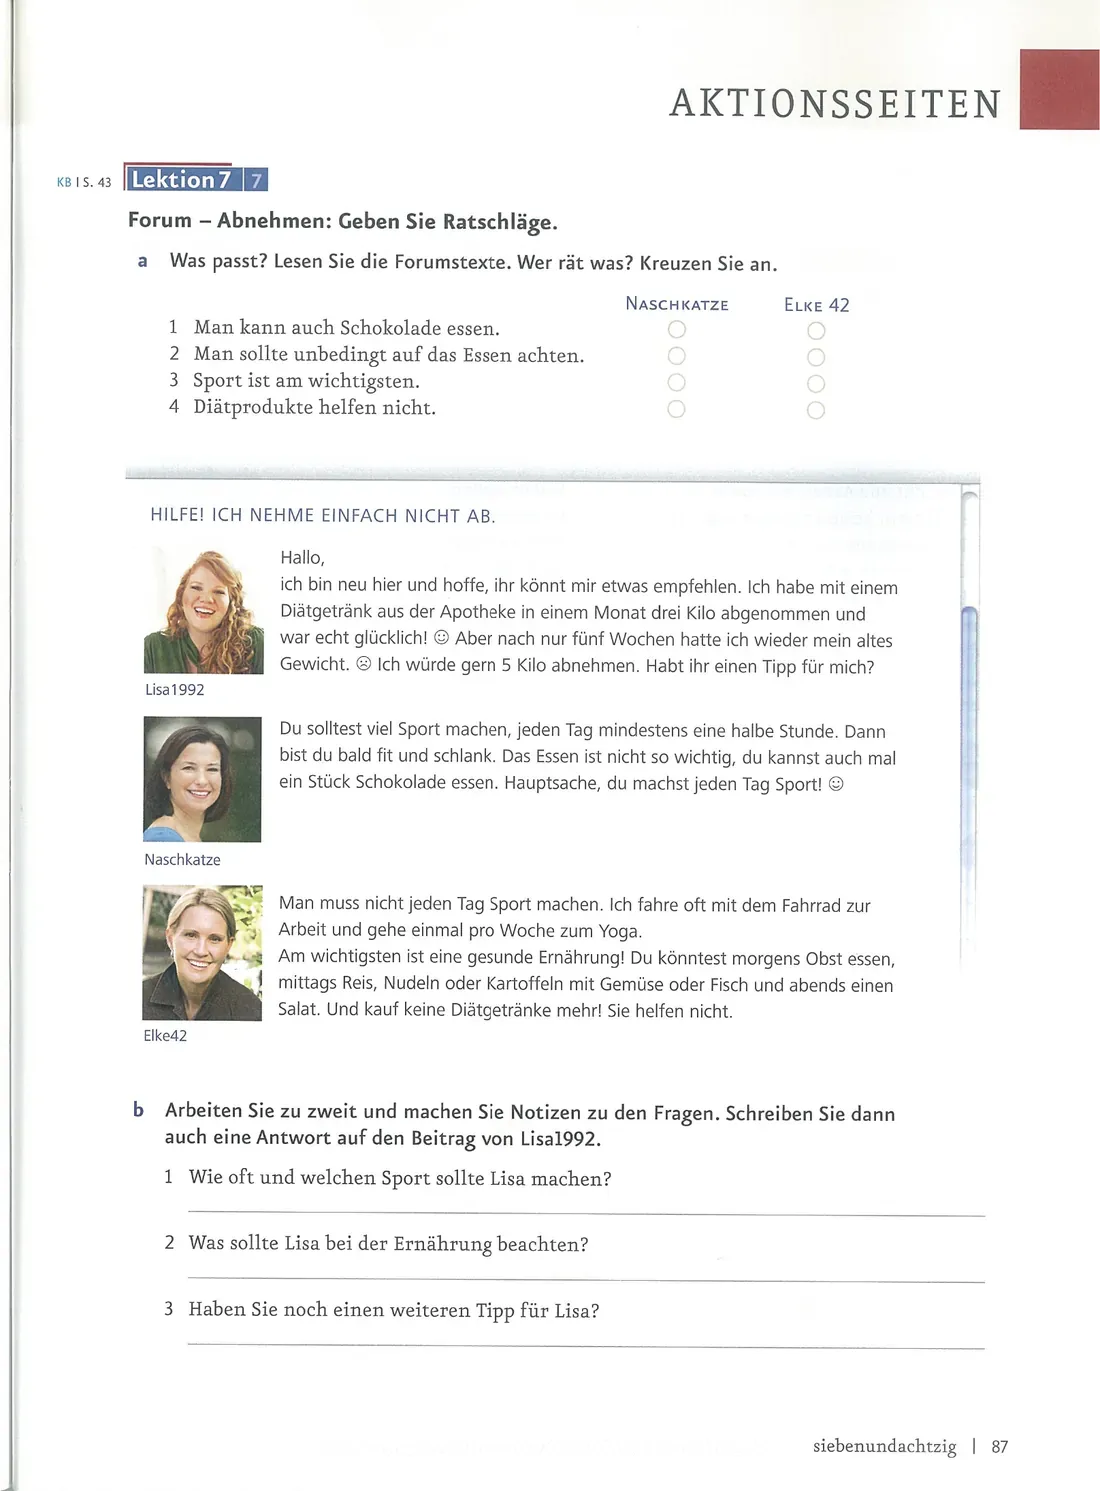 AKTIONSSEITEN
KB I S. 43 Lektion 7 7
Forum – Abnehmen: Geben Sie Ratschläge.
a Was passt? Lesen Sie die Forumstexte. Wer rät was? Kreuzen Sie an.
NASCHKATZE ELKE 42
1 Man kann auch Schokolade essen.
2 Man sollte unbedingt auf das Essen achten.
3 Sport ist am wichtigsten.
4 Diätprodukte helfen nicht.
HILFE! ICH NEHME EINFACH NICHT AB.
Hallo,
ich bin neu hier und hoffe, ihr könnt mir etwas empfehlen. Ich habe mit einem
Diätgetränk aus der Apotheke in einem Monat drei Kilo abgenommen und
war echt glücklich! ☺ Aber nach nur fünf Wochen hatte ich wieder mein altes
Gewicht. ☹ Ich würde gern 5 Kilo abnehmen. Habt ihr einen Tipp für mich?
Lisa1992
Du solltest viel Sport machen, jeden Tag mindestens eine halbe Stunde. Dann
bist du bald fit und schlank. Das Essen ist nicht so wichtig, du kannst auch mal
ein Stück Schokolade essen. Hauptsache, du machst jeden Tag Sport! ☺
Naschkatze
Man muss nicht jeden Tag Sport machen. Ich fahre oft mit dem Fahrrad zur
Arbeit und gehe einmal pro Woche zum Yoga.
Am wichtigsten ist eine gesunde Ernährung! Du könntest morgens Obst essen,
mittags Reis, Nudeln oder Kartoffeln mit Gemüse oder Fisch und abends einen
Salat. Und kauf keine Diätgetränke mehr! Sie helfen nicht.
Elke42
b Arbeiten Sie zu zweit und machen Sie Notizen zu den Fragen. Schreiben Sie dann
auch eine Antwort auf den Beitrag von Lisa1992.
1 Wie oft und welchen Sport sollte Lisa machen?
2 Was sollte Lisa bei der Ernährung beachten?
3 Haben Sie noch einen weiteren Tipp für Lisa?
siebenundachtzig | 87